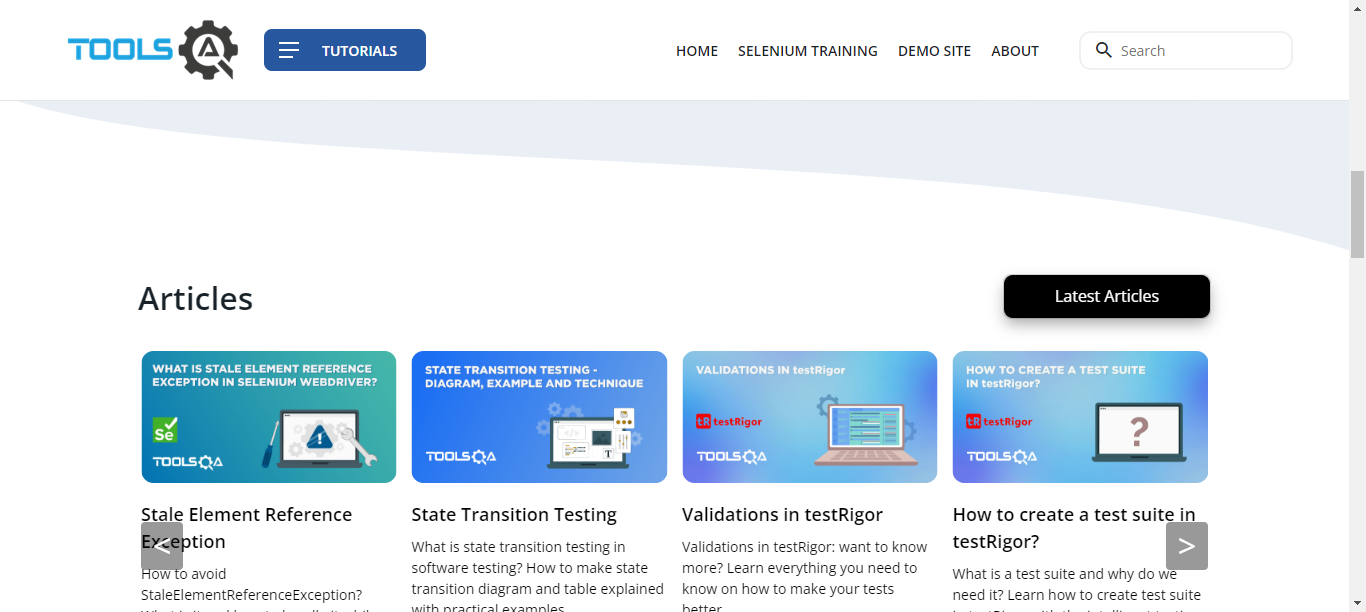 TOOLS QA
TUTORIALS
HOME SELENIUM TRAINING DEMO SITE ABOUT
Search
Articles
Latest Articles
WHAT IS STALE ELEMENT REFERENCE
EXCEPTION IN SELENIUM WEBDRIVER?
Se
TOOLSQA
STATE TRANSITION TESTING -
DIAGRAM, EXAMPLE AND TECHNIQUE
T
TOOLSQA
VALIDATIONS IN testRigor
tR testRigor
TOOLSQA
HOW TO CREATE A TEST SUITE
IN testRigor?
tR testRigor
?
TOOLSQA
Stale Element Reference
Exception
How to avoid
StaleElementReferenceException?
State Transition Testing
What is state transition testing in
software testing? How to make state
transition diagram and table explained
with practical examples
Validations in testRigor
Validations in testRigor: want to know
more? Learn everything you need to
know on how to make your tests
better
How to create a test suite in
testRigor?
What is a test suite and why do we
need it? Learn how to create test suite
<
>